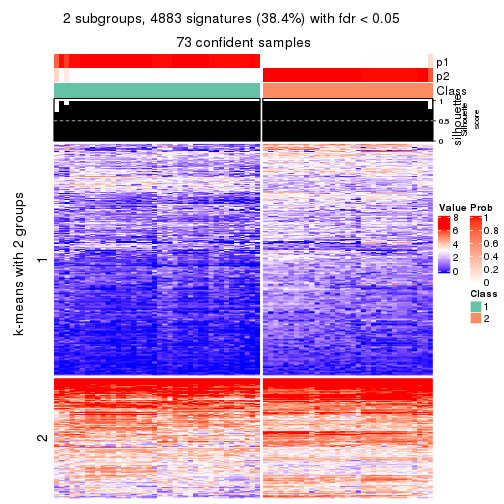 2 subgroups, 4883 signatures (38.4%) with fdr < 0.05
73 confident samples
p1
p2
Class
1
0.5
0
silhouette
Silhouette
score
k-means with 2 groups
1
2
Value
8
6
4
2
0
Prob
1
0.8
0.6
0.4
0.2
0
Class
1
2